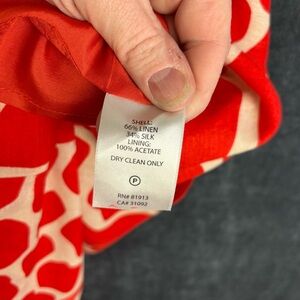 SHELL:
66% LINEN
34% SILK
LINING:
100% ACETATE
DRY CLEAN ONLY
P
RN# 81913
CA# 31092